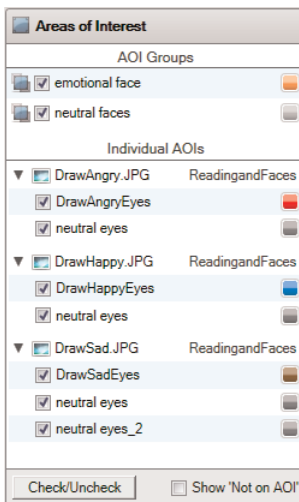 Areas of Interest
AOI Groups
emotional face
neutral faces
Individual AOIs
DrawAngry.JPG ReadingandFaces
DrawAngryEyes
neutral eyes
DrawHappy.JPG ReadingandFaces
DrawHappyEyes
neutral eyes
DrawSad.JPG ReadingandFaces
DrawSadEyes
neutral eyes
neutral eyes_2
Check/Uncheck Show 'Not on AOI'